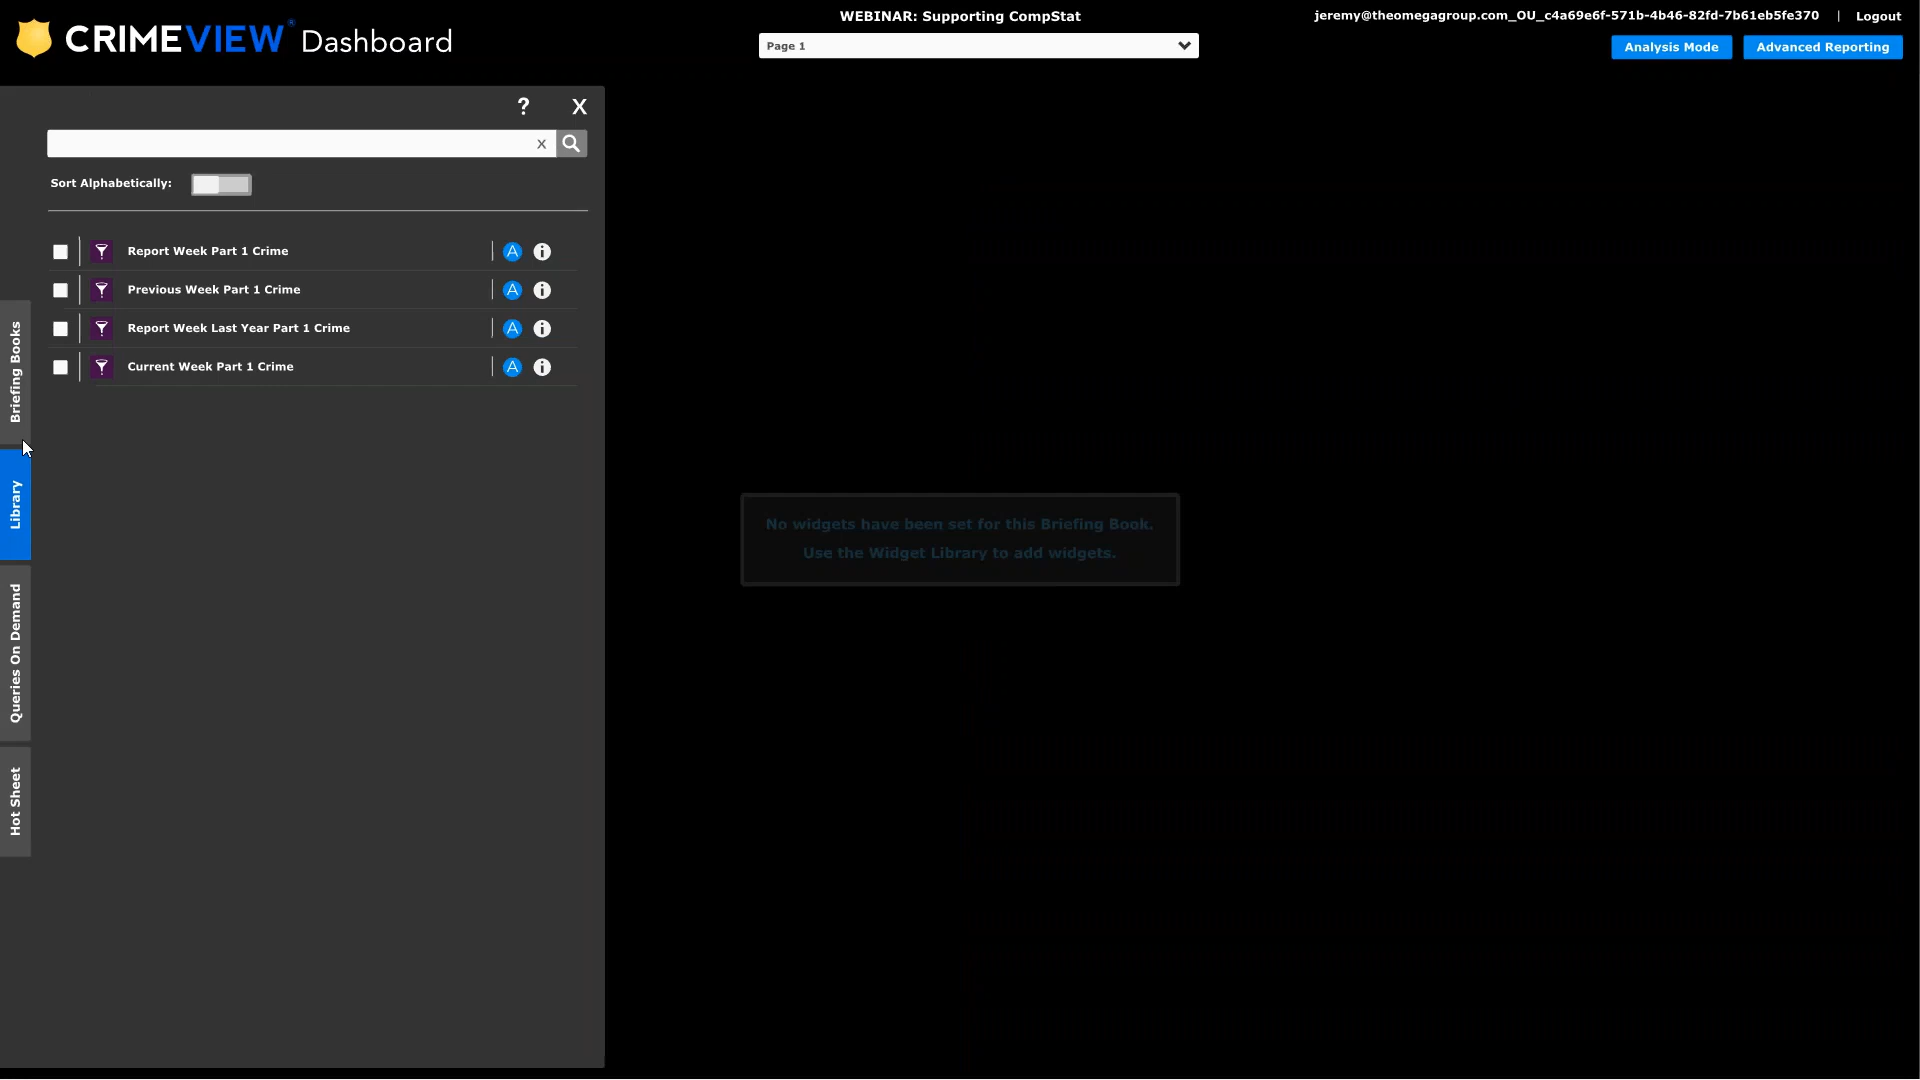 CRIMEVIEW® Dashboard
WEBINAR: Supporting CompStat
Page 1
jeremy@theomegagroup.com_OU_c4a69e6f-571b-4b46-82fd-7b61eb5fe370 | Logout
Analysis Mode
Advanced Reporting
? X
x
Sort Alphabetically:
Report Week Part 1 Crime A i
Previous Week Part 1 Crime A i
Report Week Last Year Part 1 Crime A i
Current Week Part 1 Crime A i
Briefing Books
Library
Queries On Demand
Hot Sheet
No widgets have been set for this Briefing Book.
Use the Widget Library to add widgets.